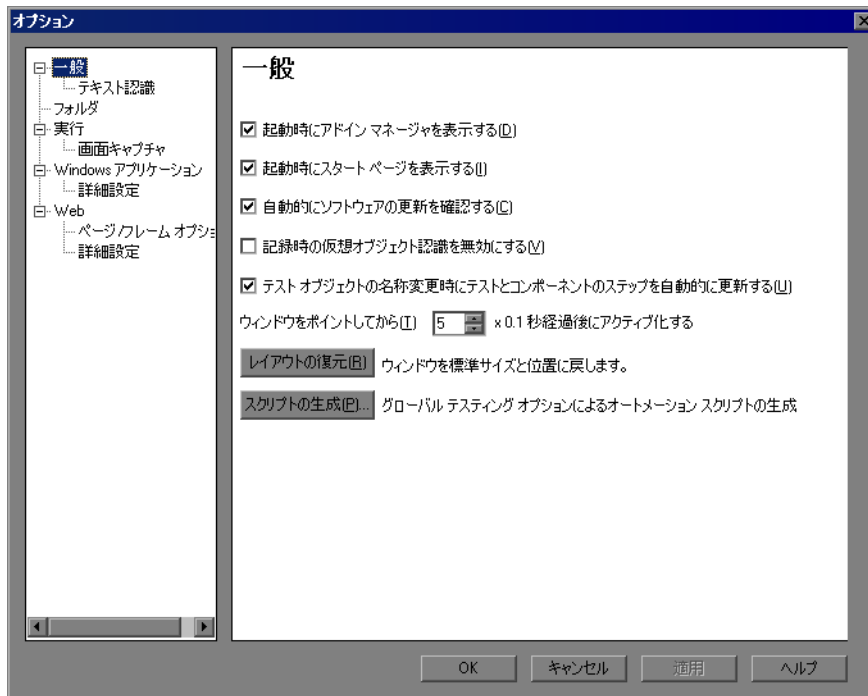 オプション
一般
テキスト認識
フォルダ
実行
画面キャプチャ
Windows アプリケーション
詳細設定
Web
ページ/フレーム オプショ
詳細設定
一般
起動時にアドイン マネージャを表示する(D)
起動時にスタート ページを表示する(I)
自動的にソフトウェアの更新を確認する(C)
記録時の仮想オブジェクト認識を無効にする(V)
テスト オブジェクトの名称変更時にテストとコンポーネントのステップを自動的に更新する(U)
ウィンドウをポイントしてから(T) 5 x 0.1 秒経過後にアクティブ化する
レイアウトの復元(R) ウィンドウを標準サイズと位置に戻します。
スクリプトの生成(P)... グローバル テスティング オプションによるオートメーション スクリプトの生成
OK キャンセル 適用 ヘルプ